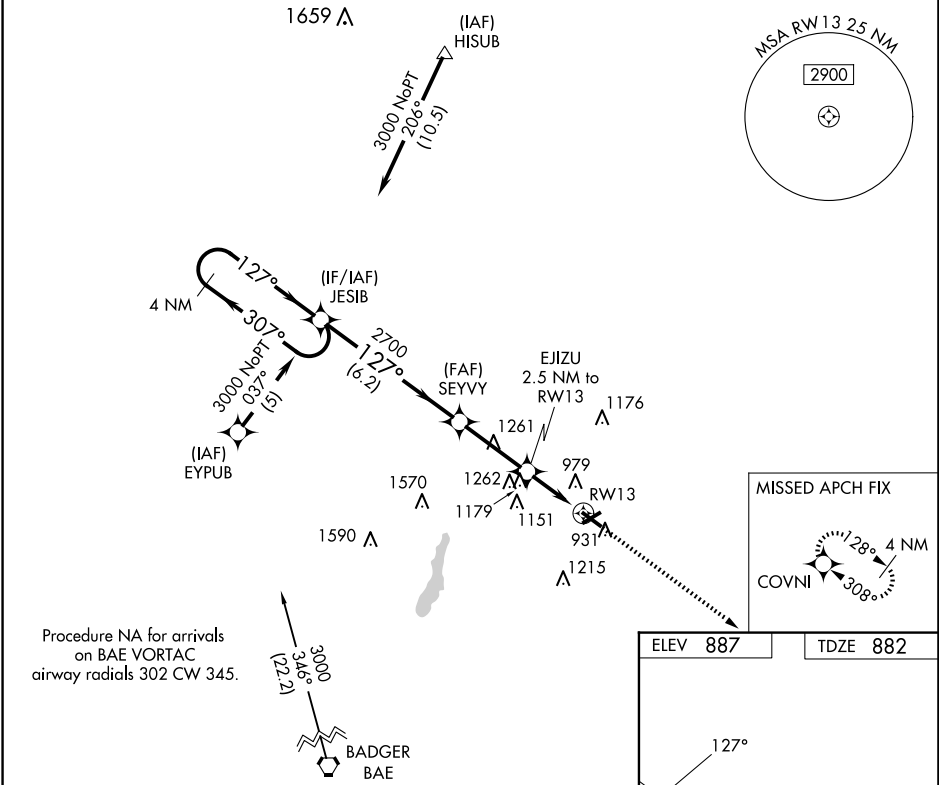 1659
(IAF)
HISUB
MSA RW13 25 NM
2900
3000 NoPT
206°
(10.5)
127°
(IF/IAF)
JESIB
4 NM
307°
3000 NoPT
037°
(5)
2700
127°
(6.2)
(FAF)
SEYVY
EJIZU
2.5 NM to
RW13
1176
1261
(IAF)
EYPUB
1570
1262
979
1179
1151
RW13
1590
931
1215
MISSED APCH FIX
128°
4 NM
COVNI
308°
Procedure NA for arrivals
on BAE VORTAC
airway radials 302 CW 345.
3000
346°
(22.2)
BADGER
BAE
ELEV 887
TDZE 882
127°